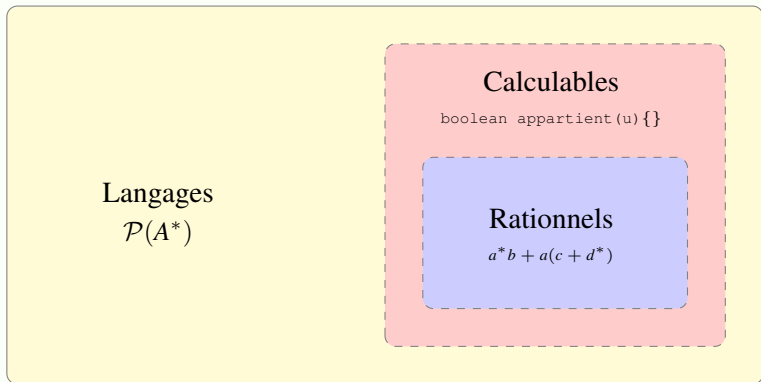 Calculables
boolean appartient(u){}
Langages
𝒫(A*)
Rationnels
a*b + a(c + d*)